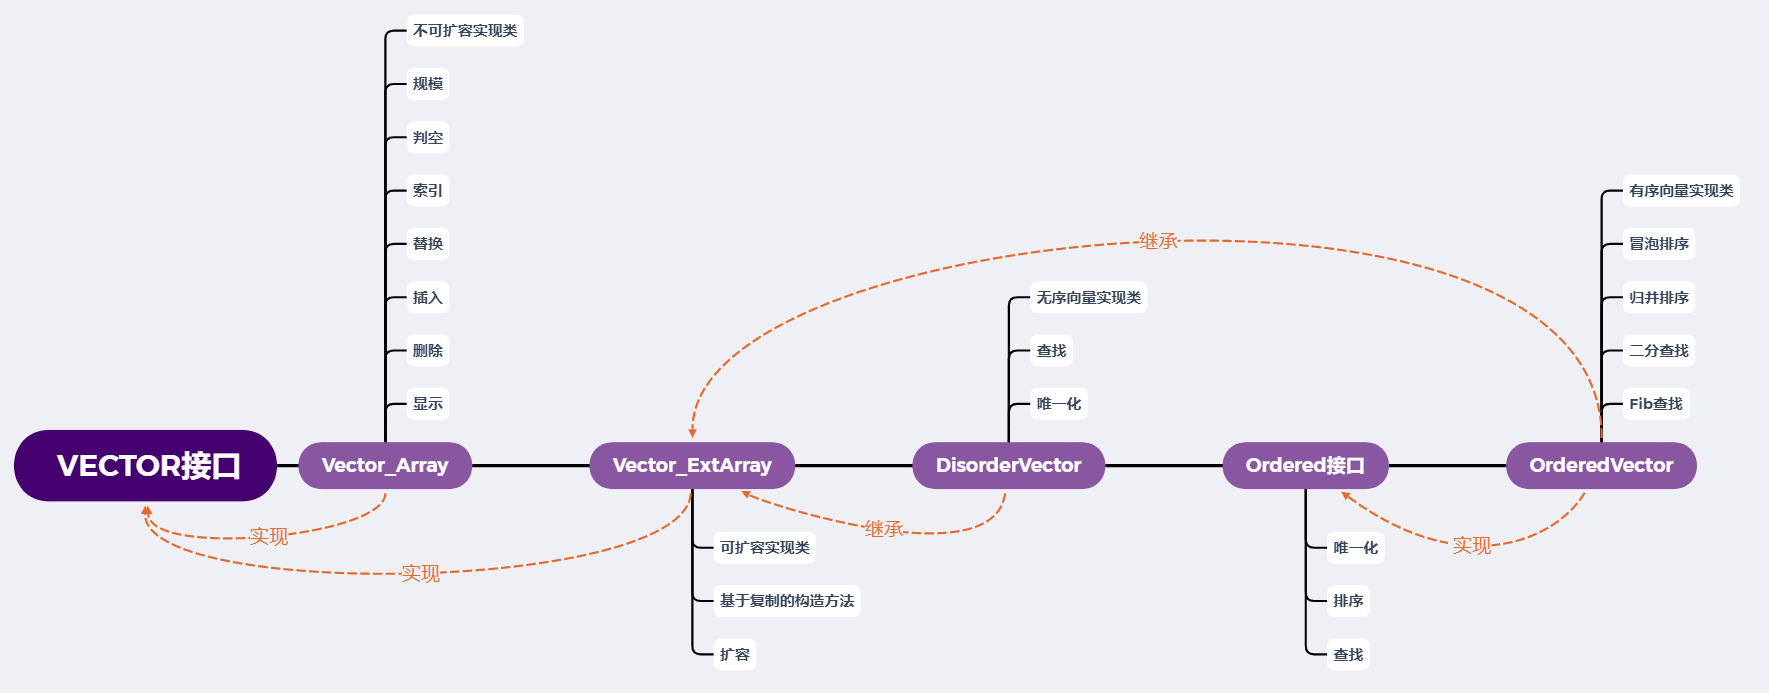 VECTOR接口
Vector_Array
不可扩容实现类
规模
判空
索引
替换
插入
删除
显示
实现
Vector_ExtArray
可扩容实现类
基于复制的构造方法
扩容
实现
DisorderVector
无序向量实现类
查找
唯一化
继承
Ordered接口
唯一化
排序
查找
OrderedVector
有序向量实现类
冒泡排序
归并排序
二分查找
Fib查找
继承
实现